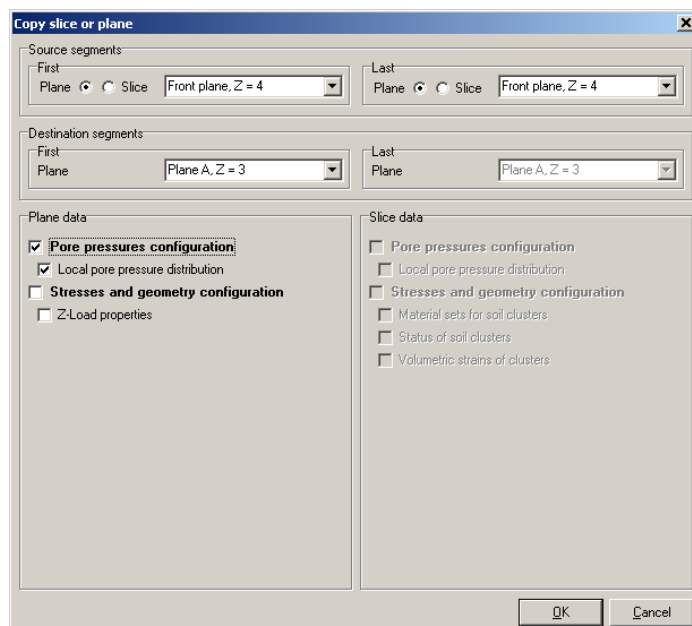 Copy slice or plane
Source segments
First
Plane Slice Front plane, Z = 4
Last
Plane Slice Front plane, Z = 4
Destination segments
First
Plane Plane A, Z = 3
Last
Plane Plane A, Z = 3
Plane data
Pore pressures configuration
Local pore pressure distribution
Stresses and geometry configuration
Z-Load properties
Slice data
Pore pressures configuration
Local pore pressure distribution
Stresses and geometry configuration
Material sets for soil clusters
Status of soil clusters
Volumetric strains of clusters
OK Cancel